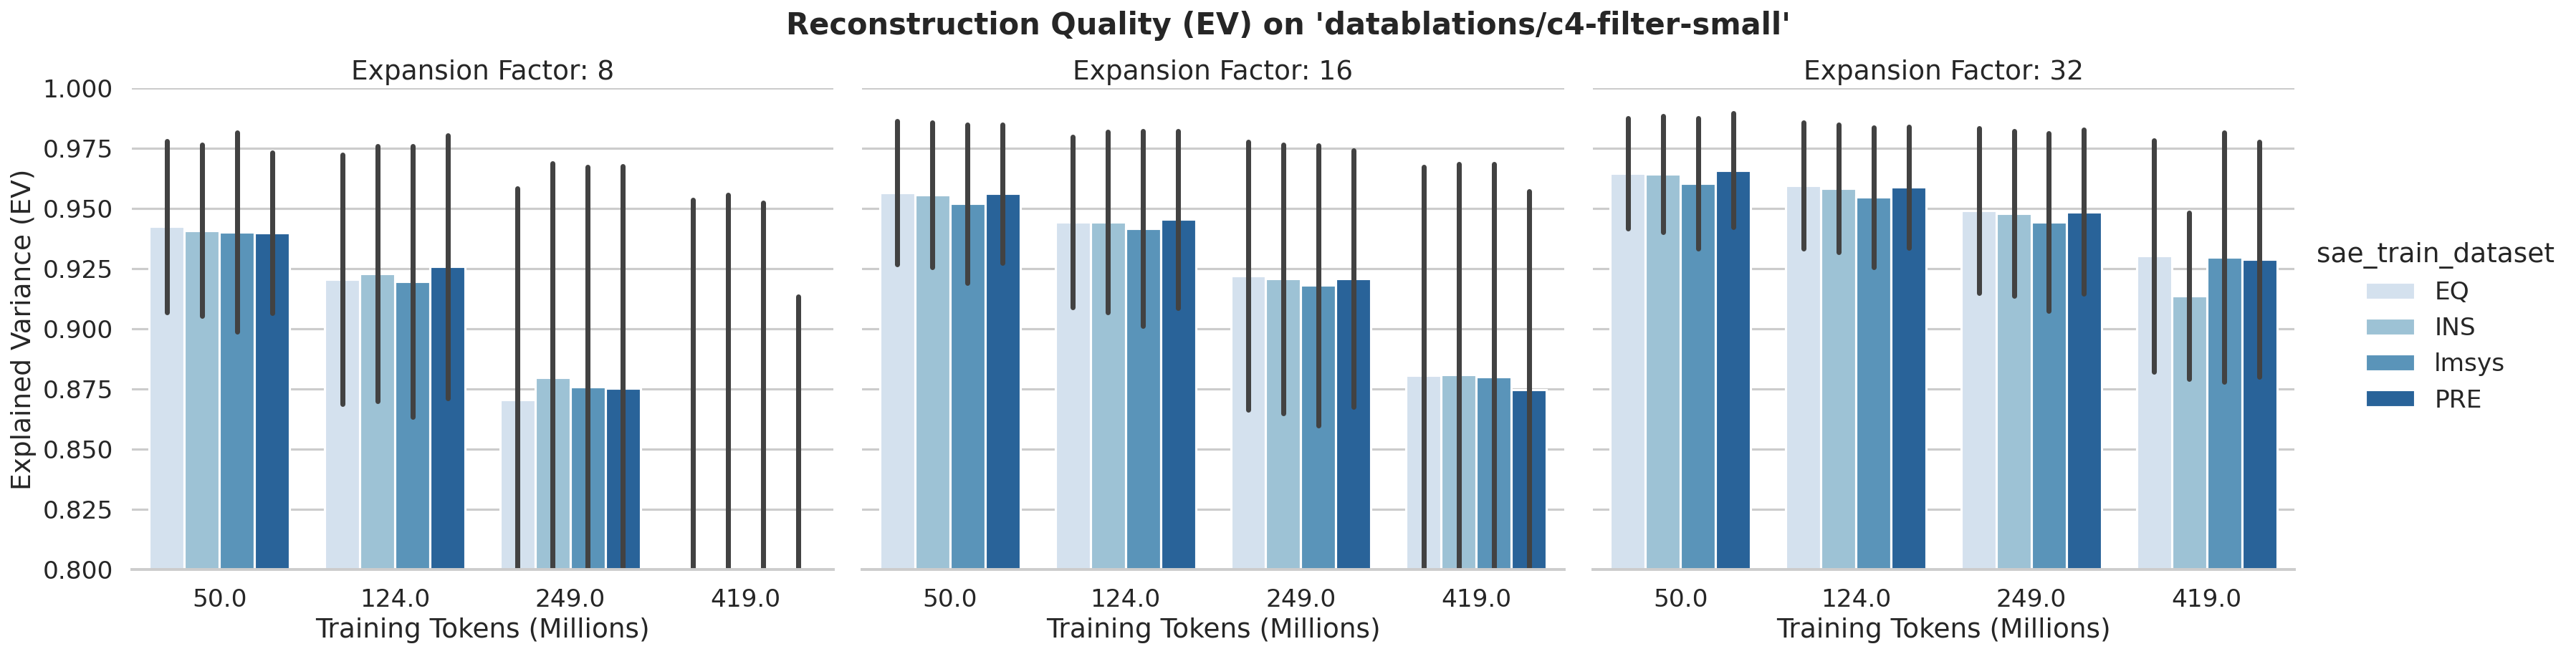 Reconstruction Quality (EV) on 'datablations/c4-filter-small'
Expansion Factor: 8
Expansion Factor: 16
Expansion Factor: 32
Explained Variance (EV)
1.000
0.975
0.950
0.925
0.900
0.875
0.850
0.825
0.800
50.0 124.0 249.0 419.0
50.0 124.0 249.0 419.0
50.0 124.0 249.0 419.0
Training Tokens (Millions)
Training Tokens (Millions)
Training Tokens (Millions)
sae_train_dataset
EQ
INS
lmsys
PRE